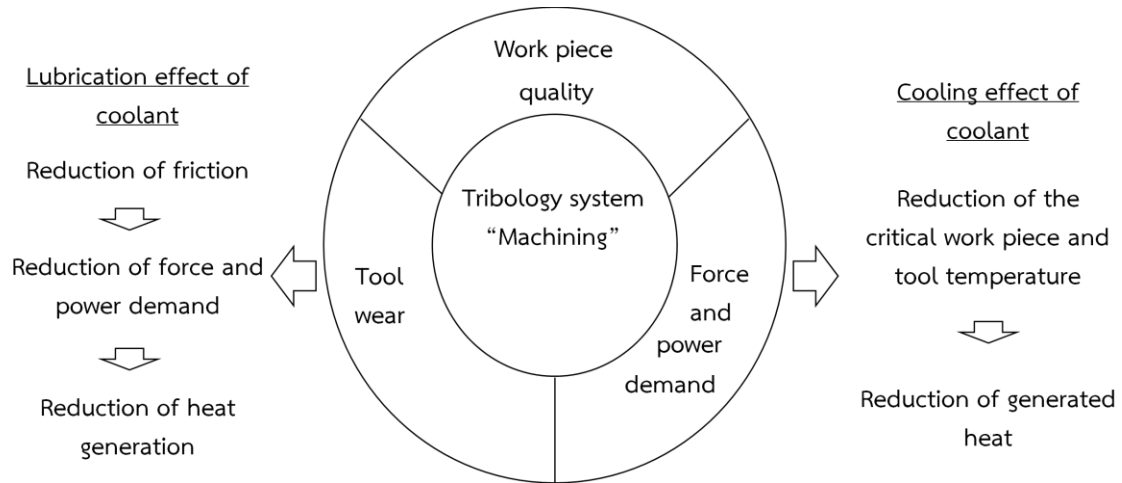 Lubrication effect of
coolant
Reduction of friction
Reduction of force and
power demand
Reduction of heat
generation
Work piece
quality
Tribology system
“Machining”
Tool
wear
Force
and
power
demand
Cooling effect of
coolant
Reduction of the
critical work piece and
tool temperature
Reduction of generated
heat